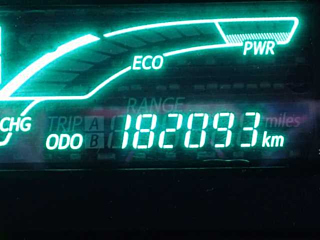 ECO
PWR
CHG
RANGE
TRIP A miles
ODO B 182093 km